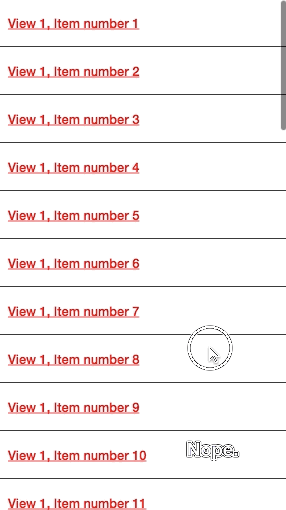 View 1, Item number 1
View 1, Item number 2
View 1, Item number 3
View 1, Item number 4
View 1, Item number 5
View 1, Item number 6
View 1, Item number 7
View 1, Item number 8
View 1, Item number 9
View 1, Item number 10
Nope.
View 1, Item number 11